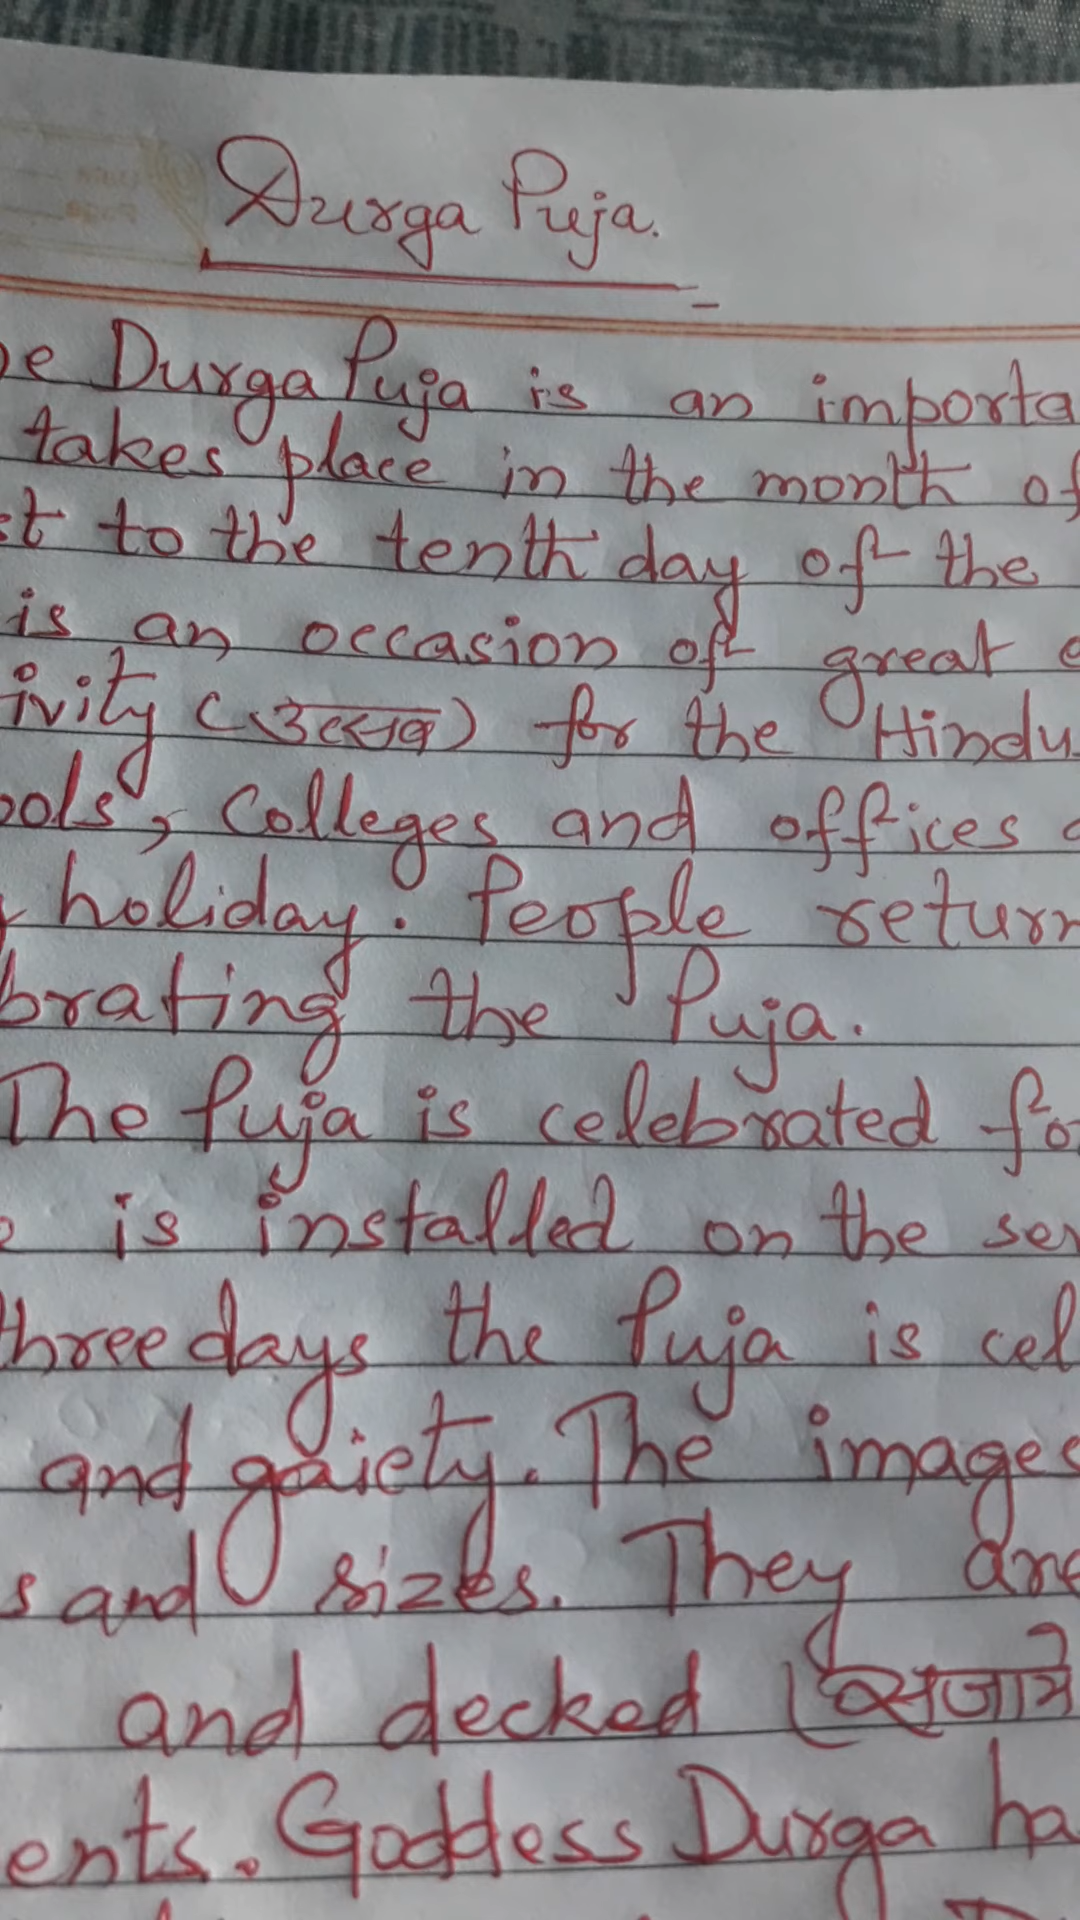 Durga Puja.
e Durga Puja is an importa
takes place in the month of
st to the tenth day of the
is an occasion of great
ivity (उत्सव) for the Hindu
ools, Colleges and offices
holiday. People return
brating the Puja.
The Puja is celebrated fo
is installed on the se
three days the Puja is cel
and gaiety. The images
s and sizes. They are
and decked (सजाये
ents. Goddess Durga ha